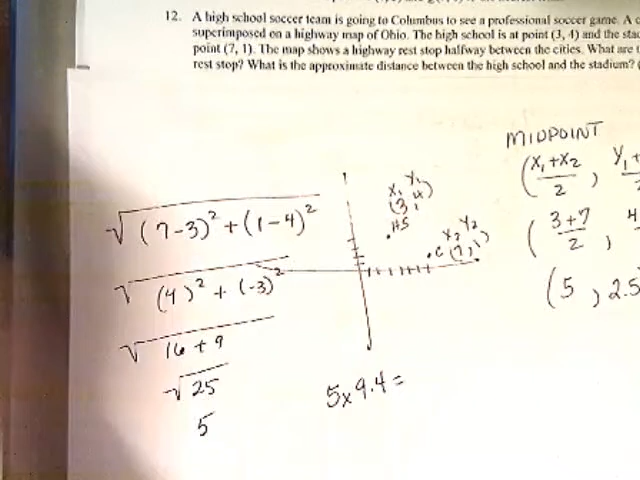 12. A high school soccer team is going to Columbus to see a professional soccer game. A
superimposed on a highway map of Ohio. The high school is at point (3, 4) and the
point (7, 1). The map shows a highway rest stop halfway between the cities. What are
rest stop? What is the approximate distance between the high school and the stadium?
MIDPOINT
(x₁+x₂/2, y₁+
(3+7/2, 4
(5, 2.5
√(7-3)² + (1-4)²
√(4)² + (-3)²
√16 + 9
√25
5
x₁ y₁
(3, 4)
HS
x₂ y₂
C (7, 1)
5x9.4=